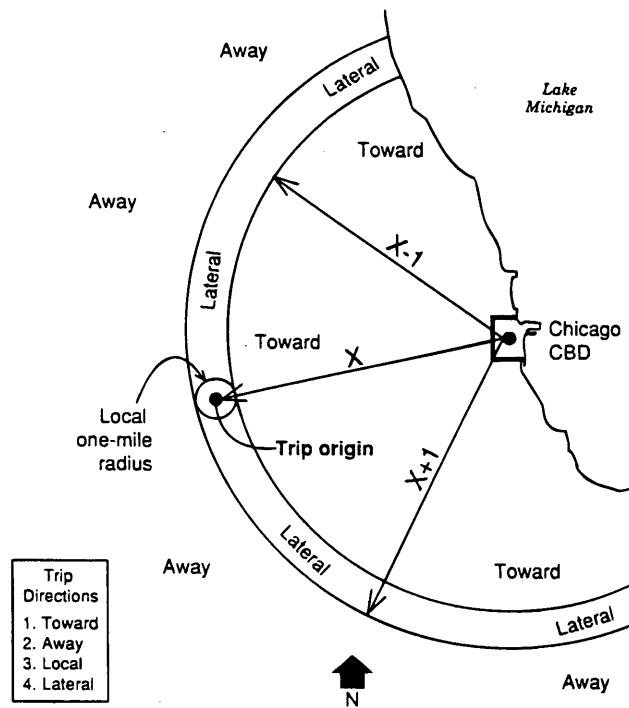 Away
Lateral
Lake
Michigan
Toward
Away
X-1
Lateral
Chicago
CBD
Toward
X
Local
one-mile
radius
Trip origin
X+1
Lateral
Away
Toward
Trip
Directions
1. Toward
2. Away
3. Local
4. Lateral
Lateral
Away
N